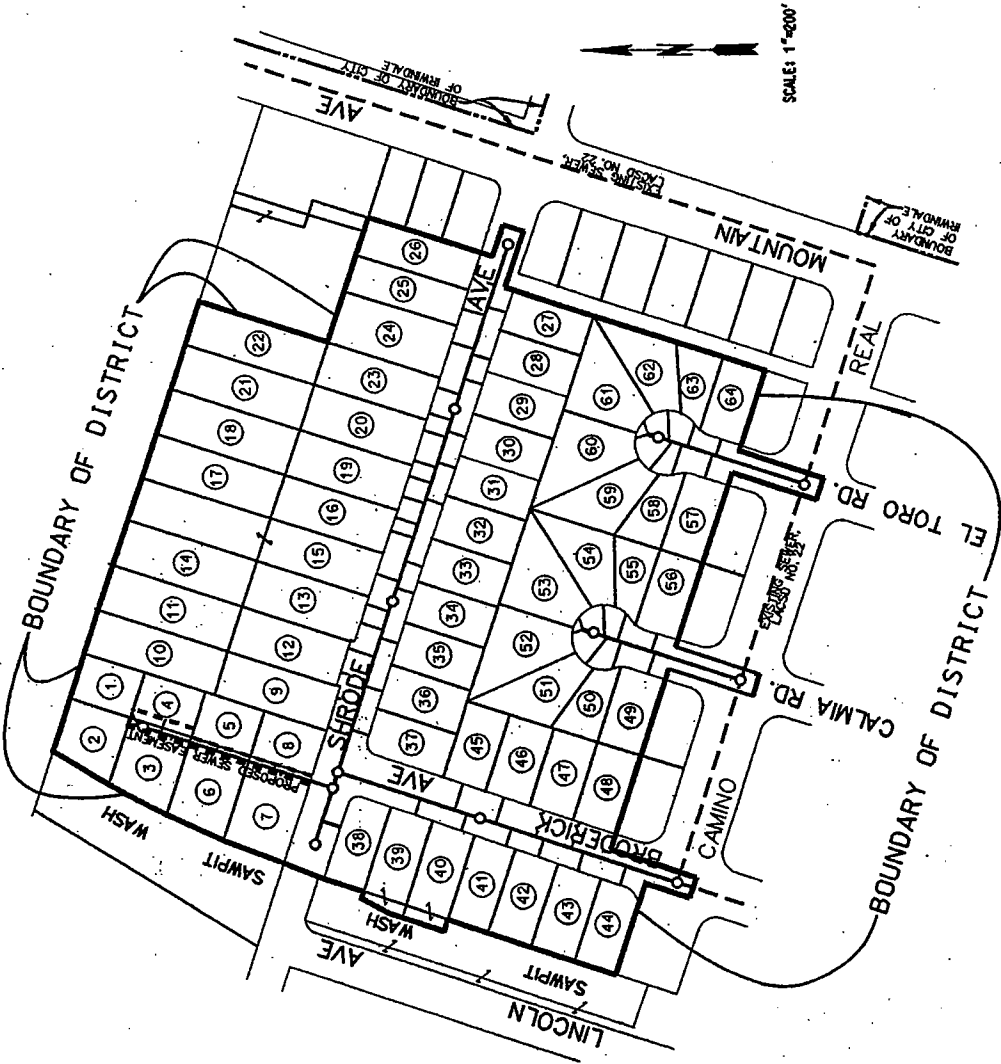 BOUNDARY OF DISTRICT
BOUNDARY OF CITY
OF IRWINDALE
AVE
N
SCALE: 1"=200'
EXISTING SEWER,
LACSD NO. 22
BOUNDARY
OF CITY OF
IRWINDALE
MOUNTAIN
22
21
18
17
14
11
10
1
2
26
25
24
23
20
19
16
15
13
12
9
4
5
8
3
6
7
PROPOSED SEWER EASEMENT
WASH
SAWPIT
SHRODE
AVE
27
28
29
30
31
32
33
34
35
36
37
61
62
63
64
60
59
58
57
54
55
56
53
52
51
50
49
45
46
47
48
38
39
40
41
42
43
44
AVE
BRODERICK
WASH
SAWPIT
AVE
LINCOLN
REAL
EL TORO RD.
EXISTING SEWER,
LACSD NO. 22
CALMIA RD.
CAMINO
BOUNDARY OF DISTRICT